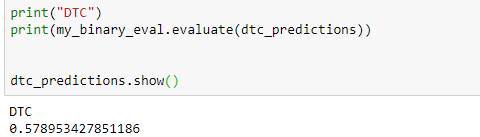 print("DTC")
print(my_binary_eval.evaluate(dtc_predictions))
dtc_predictions.show()
DTC
0.578953427851186